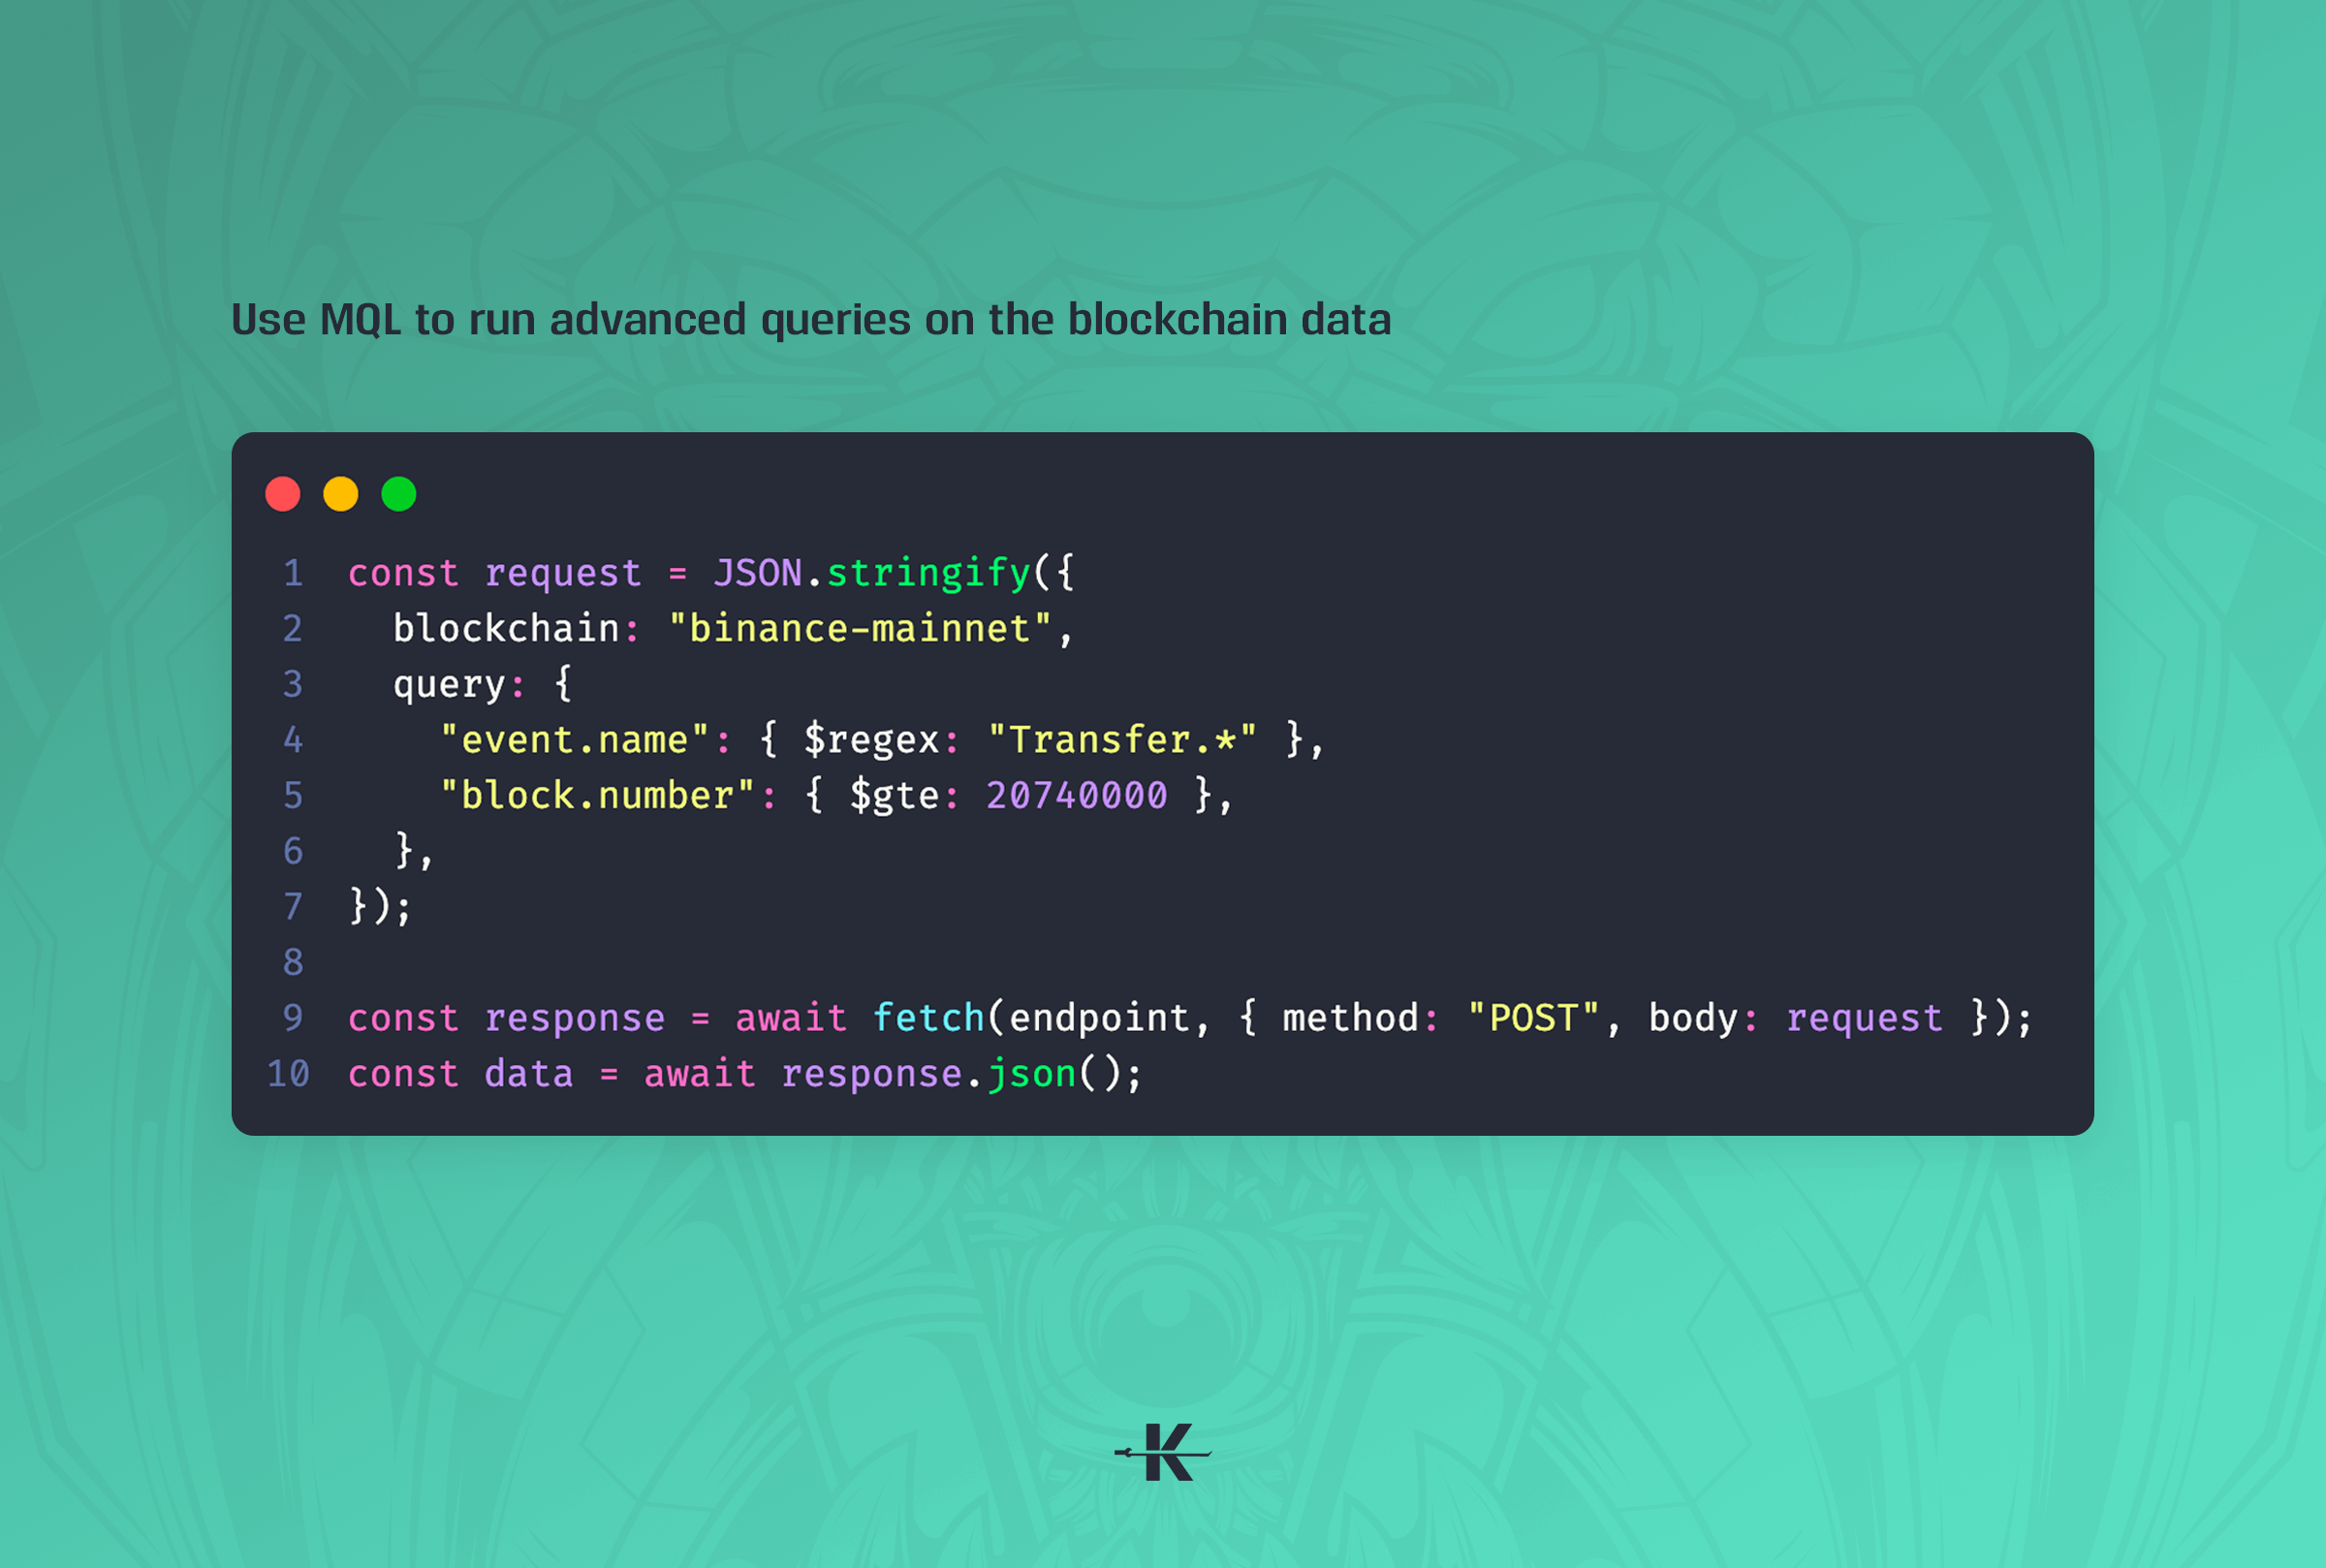 Use MQL to run advanced queries on the blockchain data
1 const request = JSON.stringify({
2   blockchain: "binance-mainnet",
3   query: {
4     "event.name": { $regex: "Transfer.*" },
5     "block.number": { $gte: 20740000 },
6   },
7 });
8
9 const response = await fetch(endpoint, { method: "POST", body: request });
10 const data = await response.json();
K